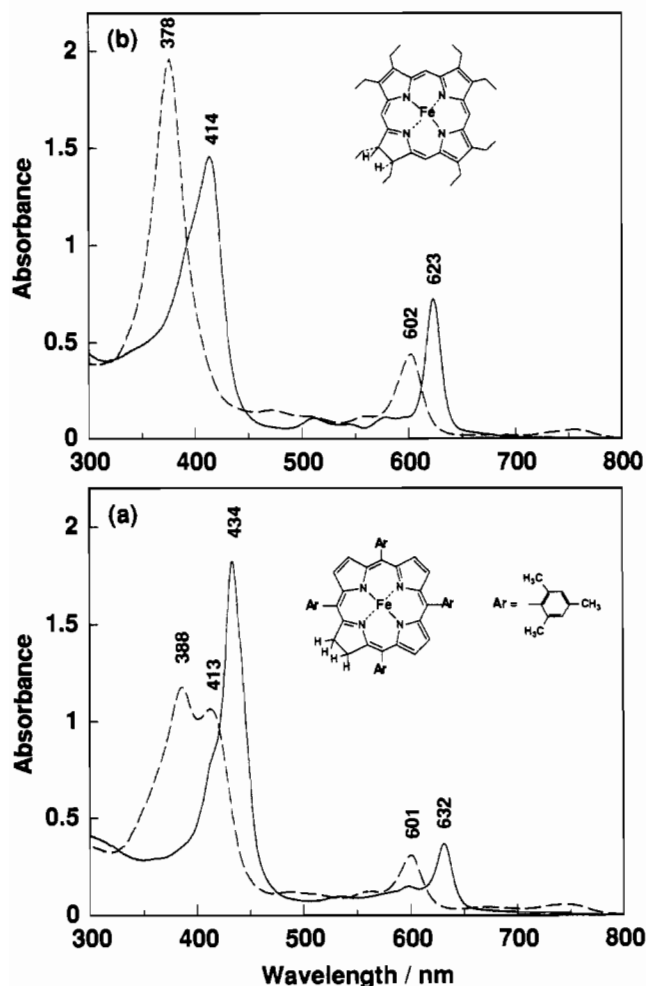 (b)
378
414
602
623
Fe
N
N
N
N
H
H
2
1.5
1
0.5
0
Absorbance
300
400
500
600
700
800
(a)
388
413
434
601
632
Ar
Ar
Ar
Ar
Fe
N
N
N
N
H
H
H
H
Ar =
H₃C
CH₃
H₃C
2
1.5
1
0.5
0
Absorbance
300
400
500
600
700
800
Wavelength / nm